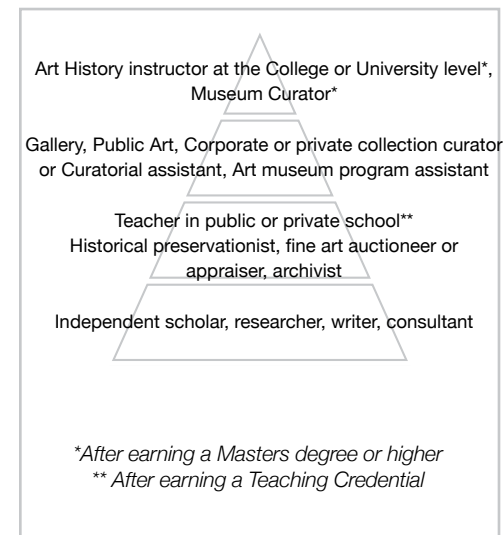 Art History instructor at the College or University level*,
Museum Curator*
Gallery, Public Art, Corporate or private collection curator
or Curatorial assistant, Art museum program assistant
Teacher in public or private school**
Historical preservationist, fine art auctioneer or
appraiser, archivist
Independent scholar, researcher, writer, consultant
*After earning a Masters degree or higher
** After earning a Teaching Credential